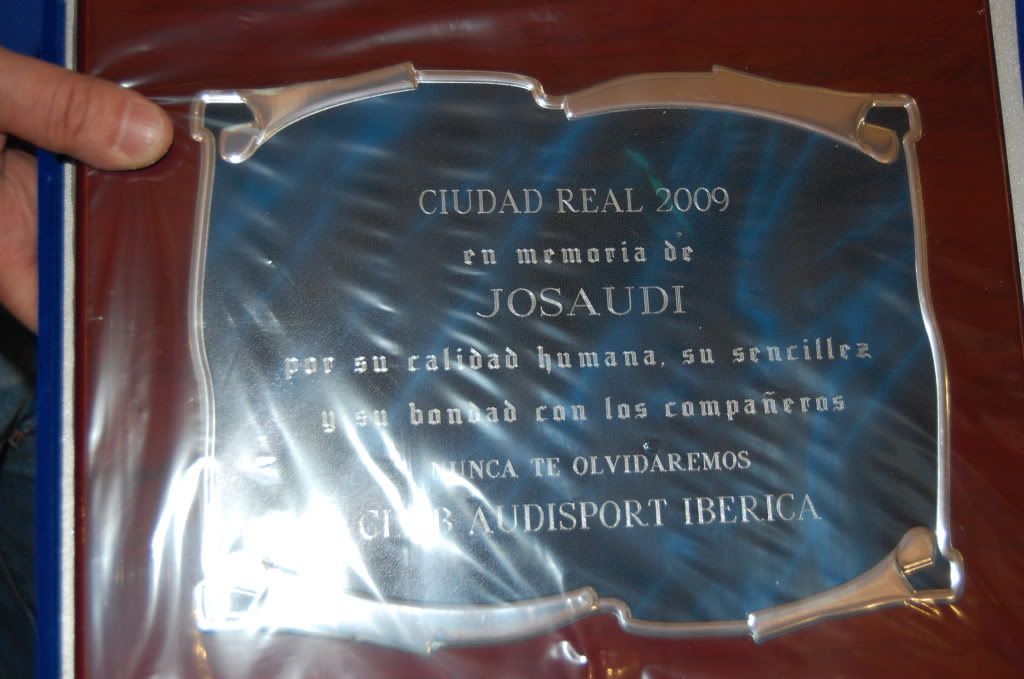 CIUDAD REAL 2009
en memoria de
JOSAUDI
por su calidad humana, su sencillez
y su bondad con los compañeros
NUNCA TE OLVIDAREMOS
CLUB AUDISPORT IBERICA